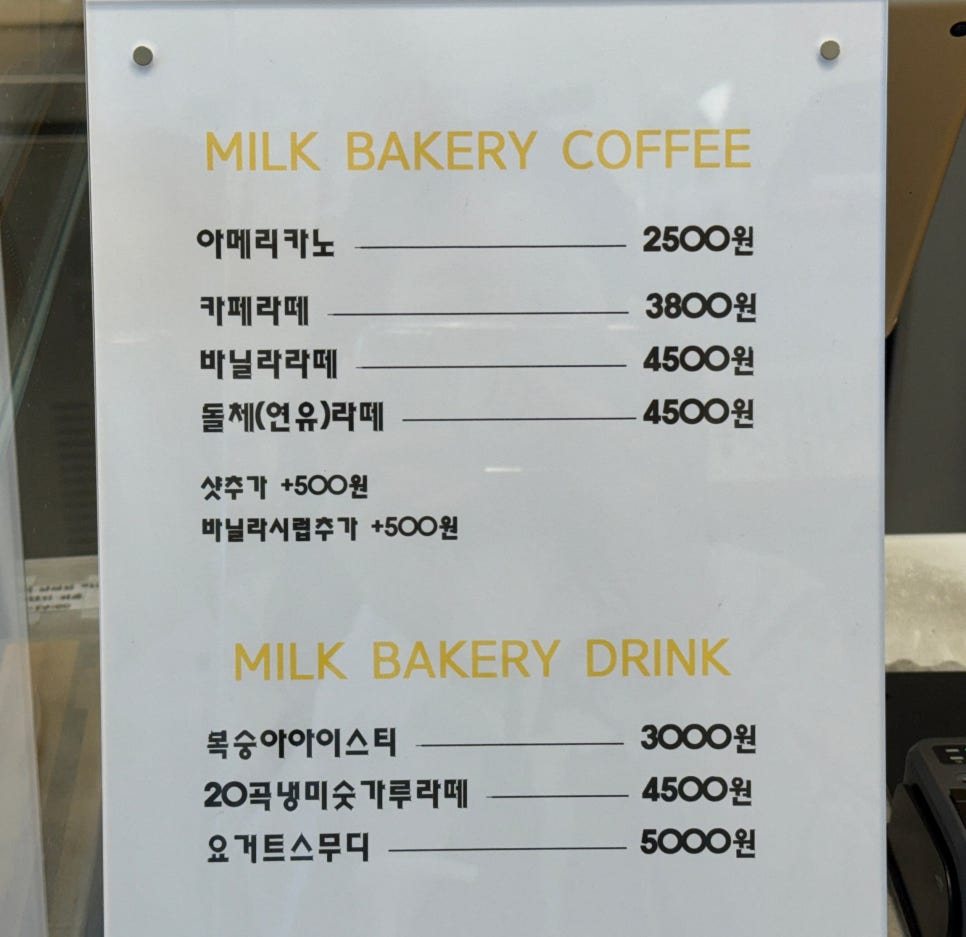 MILK BAKERY COFFEE
아메리카노 2500원
카페라떼 3800원
바닐라라떼 4500원
돌체(연유)라떼 4500원
샷추가 +500원
바닐라시럽추가 +500원
MILK BAKERY DRINK
복숭아아이스티 3000원
20곡냉미숫가루라떼 4500원
요거트스무디 5000원